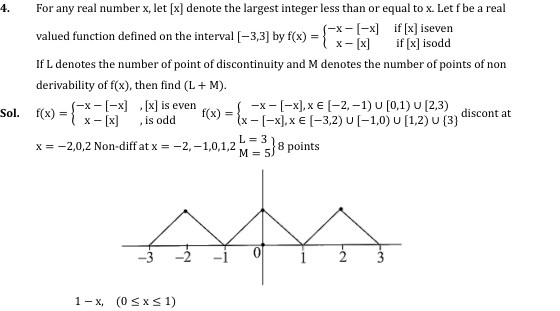 4. For any real number x, let [x] denote the largest integer less than or equal to x. Let f be a real
valued function defined on the interval [−3,3] by f(x) = {−x − [−x] if [x] iseven
x − [x] if [x] isodd
If L denotes the number of point of discontinuity and M denotes the number of points of non
derivability of f(x), then find (L + M).
Sol. f(x) = {−x − [−x] , [x] is even f(x) = { −x − [−x], x ∈ [−2, −1) ∪ [0,1) ∪ [2,3)
x − [x] , is odd {x − [−x], x ∈ [−3,2) ∪ [−1,0) ∪ [1,2) ∪ {3} discont at
x = −2,0,2 Non-diff at x = −2, −1,0,1,2 L = 3
M = 5} 8 points
−3 −2 −1 0 1 2 3
1 − x, (0 ≤ x ≤ 1)